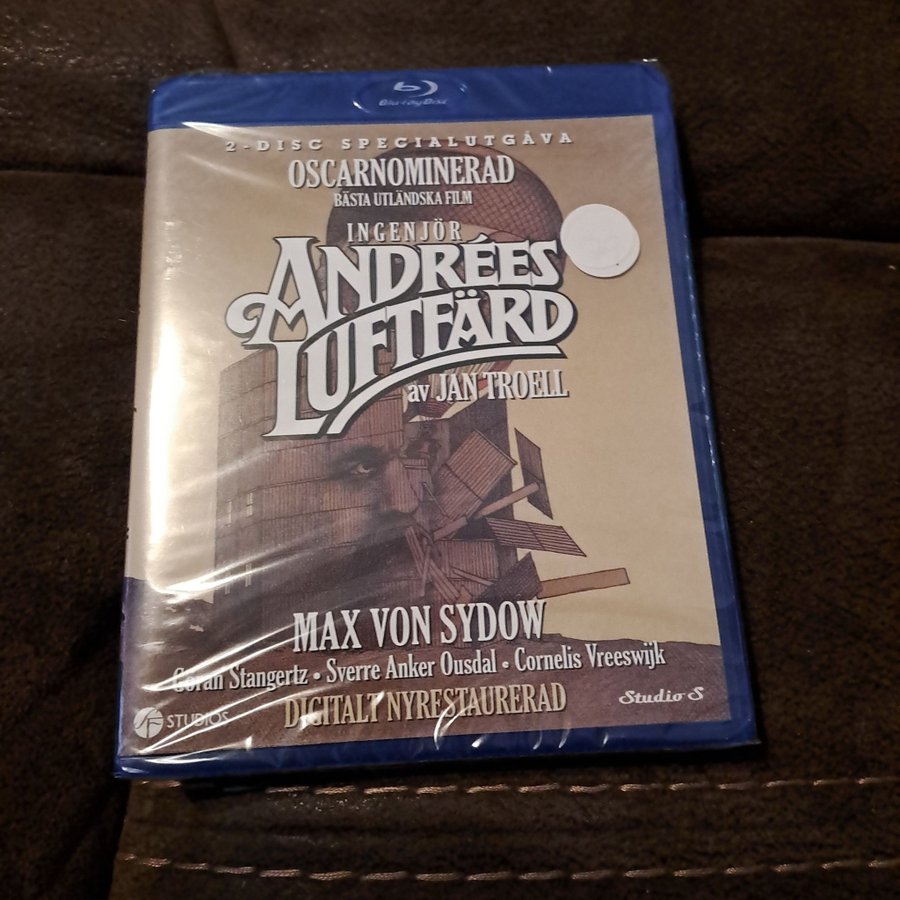 Blu-ray Disc
2-DISC SPECIALUTGÅVA
OSCARNOMINERAD
BÄSTA UTLÄNDSKA FILM
INGENJÖR
ANDRÉES
LUFTFÄRD
av JAN TROELL
MAX VON SYDOW
Göran Stangertz • Sverre Anker Ousdal • Cornelis Vreeswijk
DIGITALT NYRESTAURERAD
SF STUDIOS
Studio S